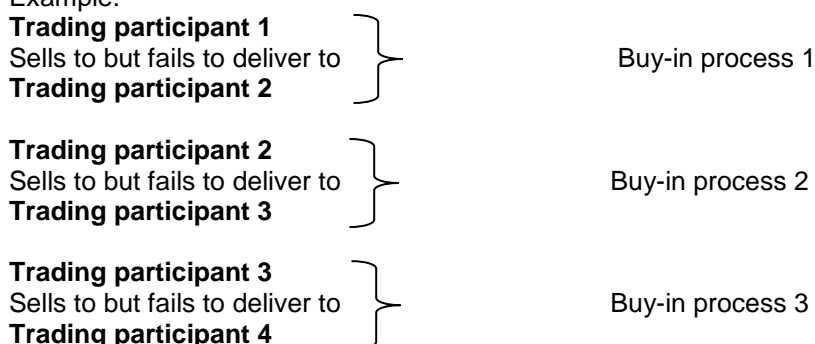 Example:
Trading participant 1
Sells to but fails to deliver to Buy-in process 1
Trading participant 2
Trading participant 2
Sells to but fails to deliver to Buy-in process 2
Trading participant 3
Trading participant 3
Sells to but fails to deliver to Buy-in process 3
Trading participant 4